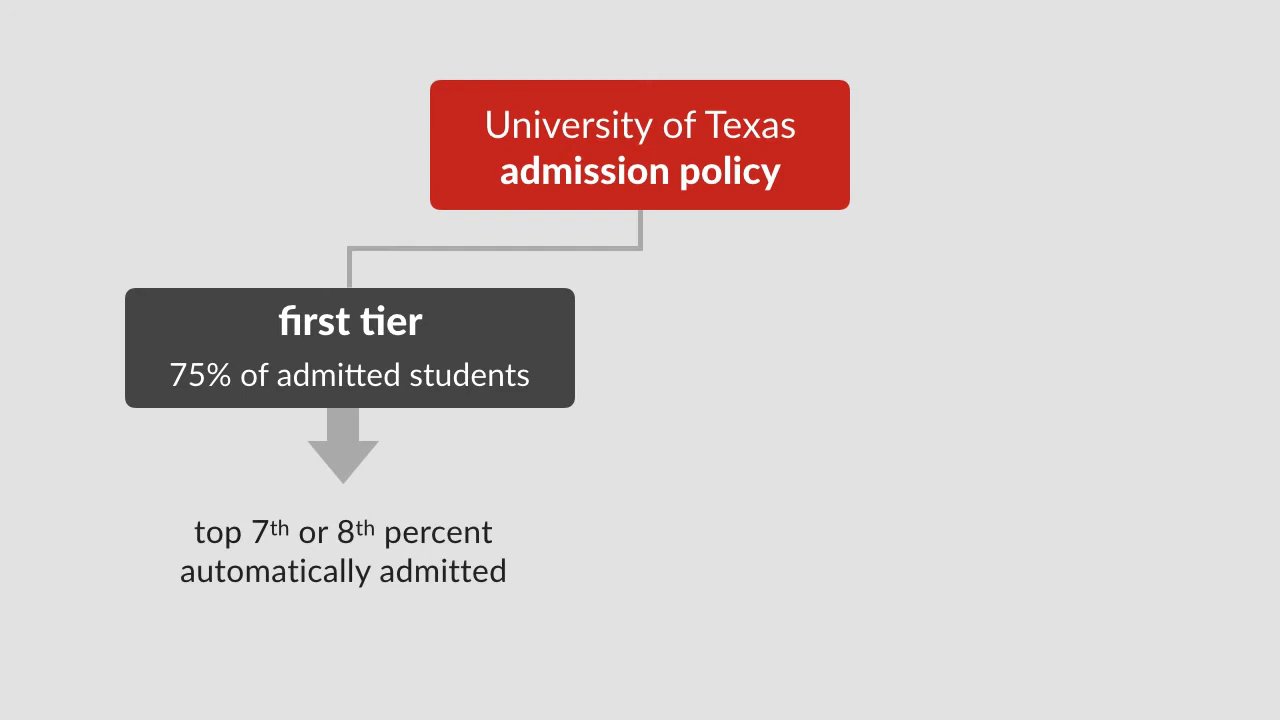 University of Texas
admission policy
first tier
75% of admitted students
top 7th or 8th percent
automatically admitted